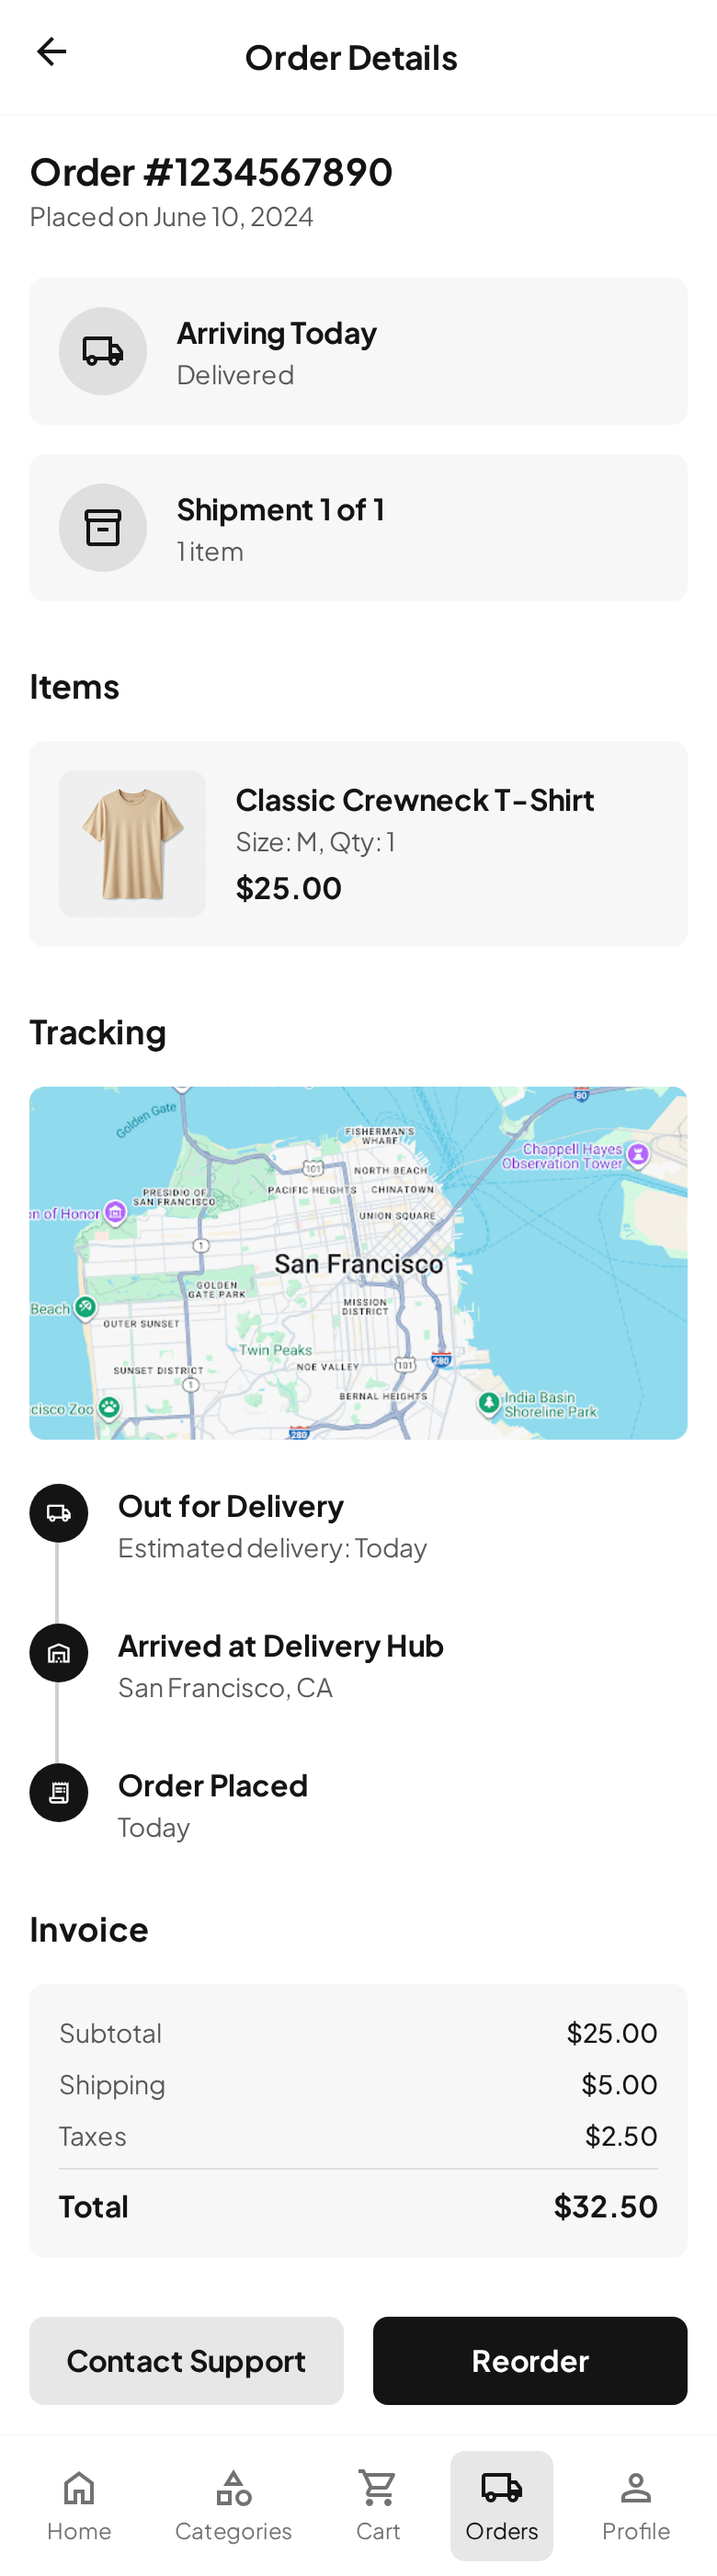 Order Details
Order #1234567890
Placed on June 10, 2024
Arriving Today
Delivered
Shipment 1 of 1
1 item
Items
Classic Crewneck T-Shirt
Size: M, Qty: 1
$25.00
Tracking
80
Golden Gate
FISHERMAN'S
WHARF
Chappell Hayes
Observation Tower
101
NORTH BEACH
PACIFIC HEIGHTS
CHINATOWN
PRESIDIO OF
SAN FRANCISCO
n of Honor
UNION SQUARE
1
San Francisco
GOLDEN
GATE PARK
MISSION
DISTRICT
Beach
OUTER SUNSET
Twin Peaks
SUNSET DISTRICT
NOE VALLEY
101
280
1
BERNAL HEIGHTS
India Basin
Shoreline Park
cisco Zoo
280
Out for Delivery
Estimated delivery: Today
Arrived at Delivery Hub
San Francisco, CA
Order Placed
Today
Invoice
Subtotal $25.00
Shipping $5.00
Taxes $2.50
Total $32.50
Contact Support
Reorder
Home
Categories
Cart
Orders
Profile